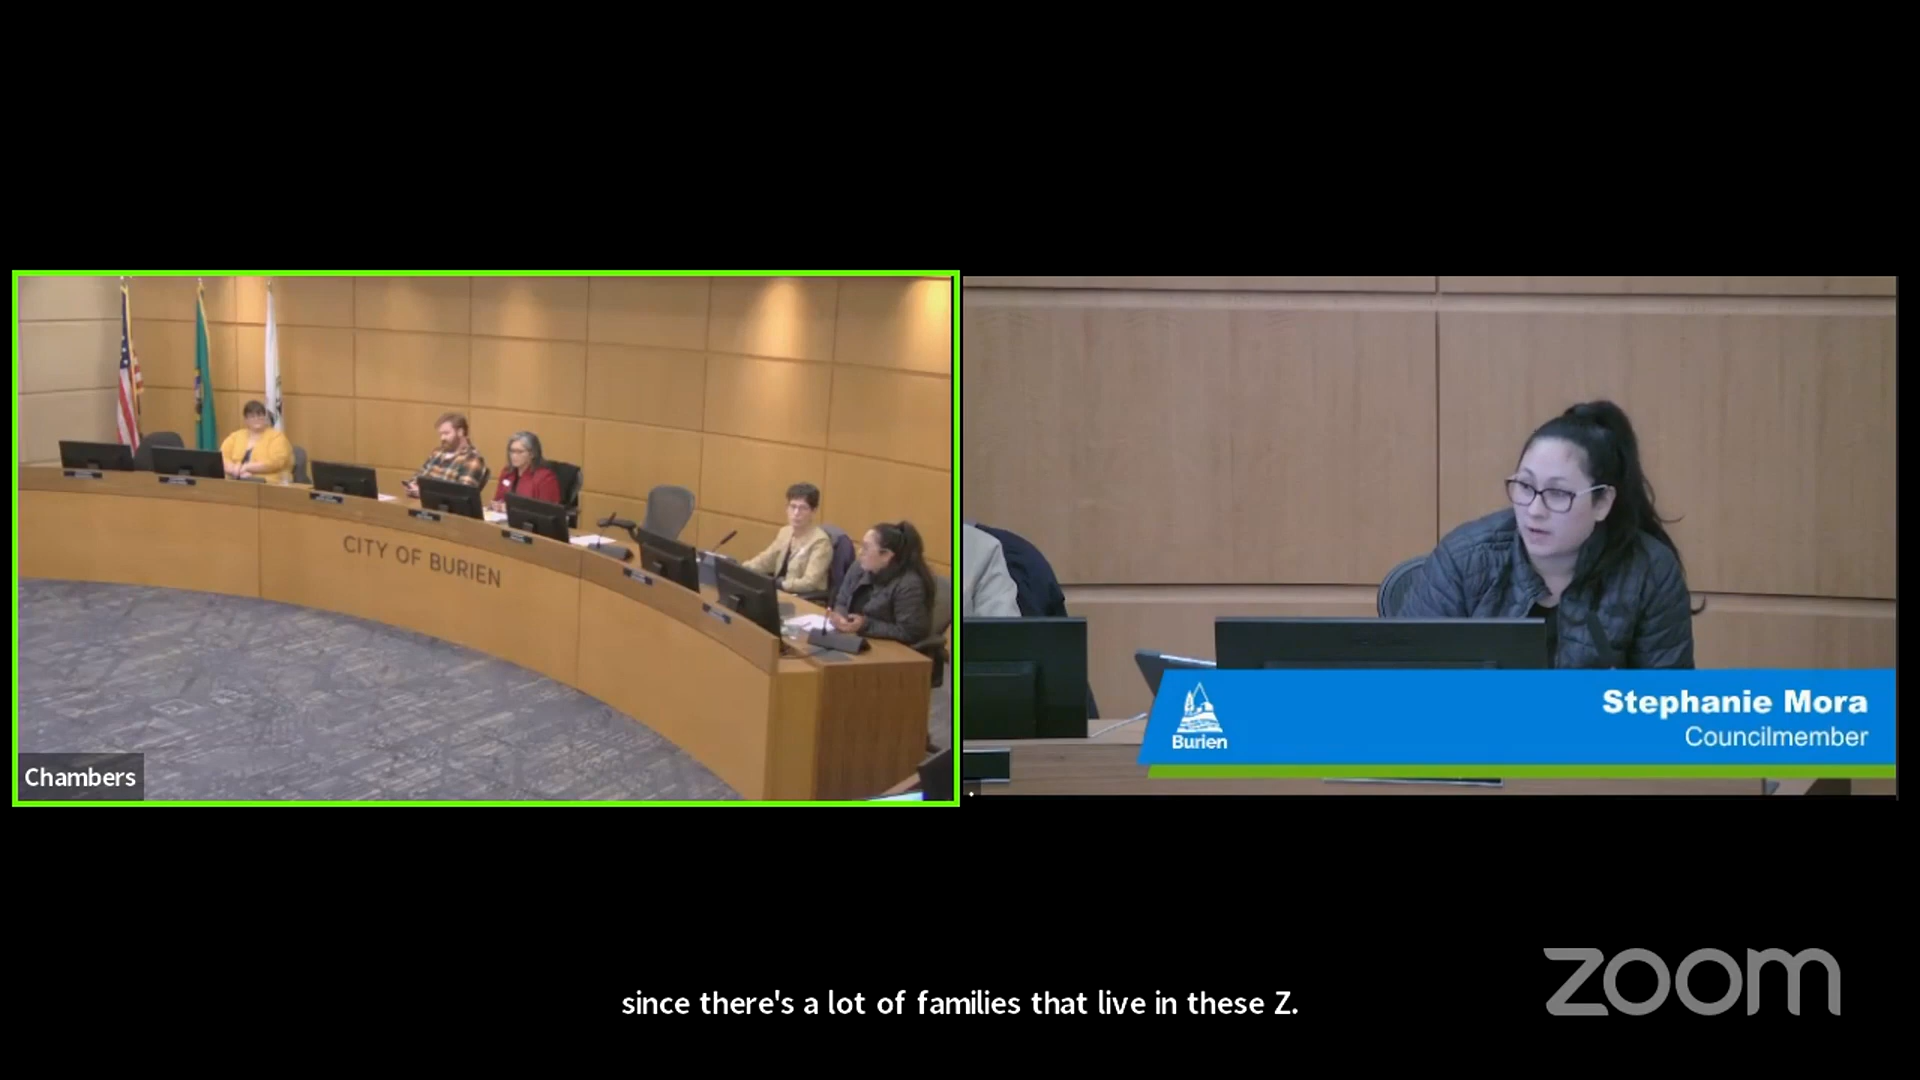 CITY OF BURIEN
Chambers
Stephanie Mora
Councilmember
Burien
since there's a lot of families that live in these Z.
zoom